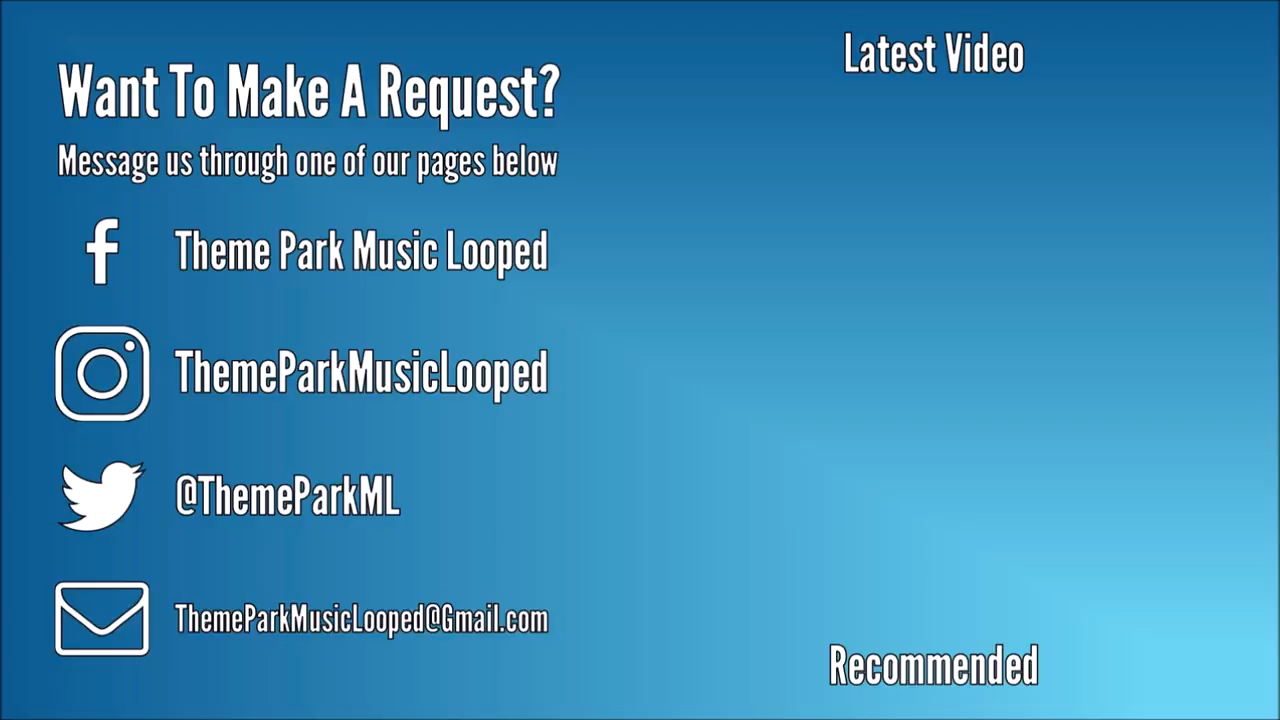 Want To Make A Request?
Message us through one of our pages below
Theme Park Music Looped
ThemeParkMusicLooped
@ThemeParkML
ThemeParkMusicLooped@Gmail.com
Latest Video
Recommended